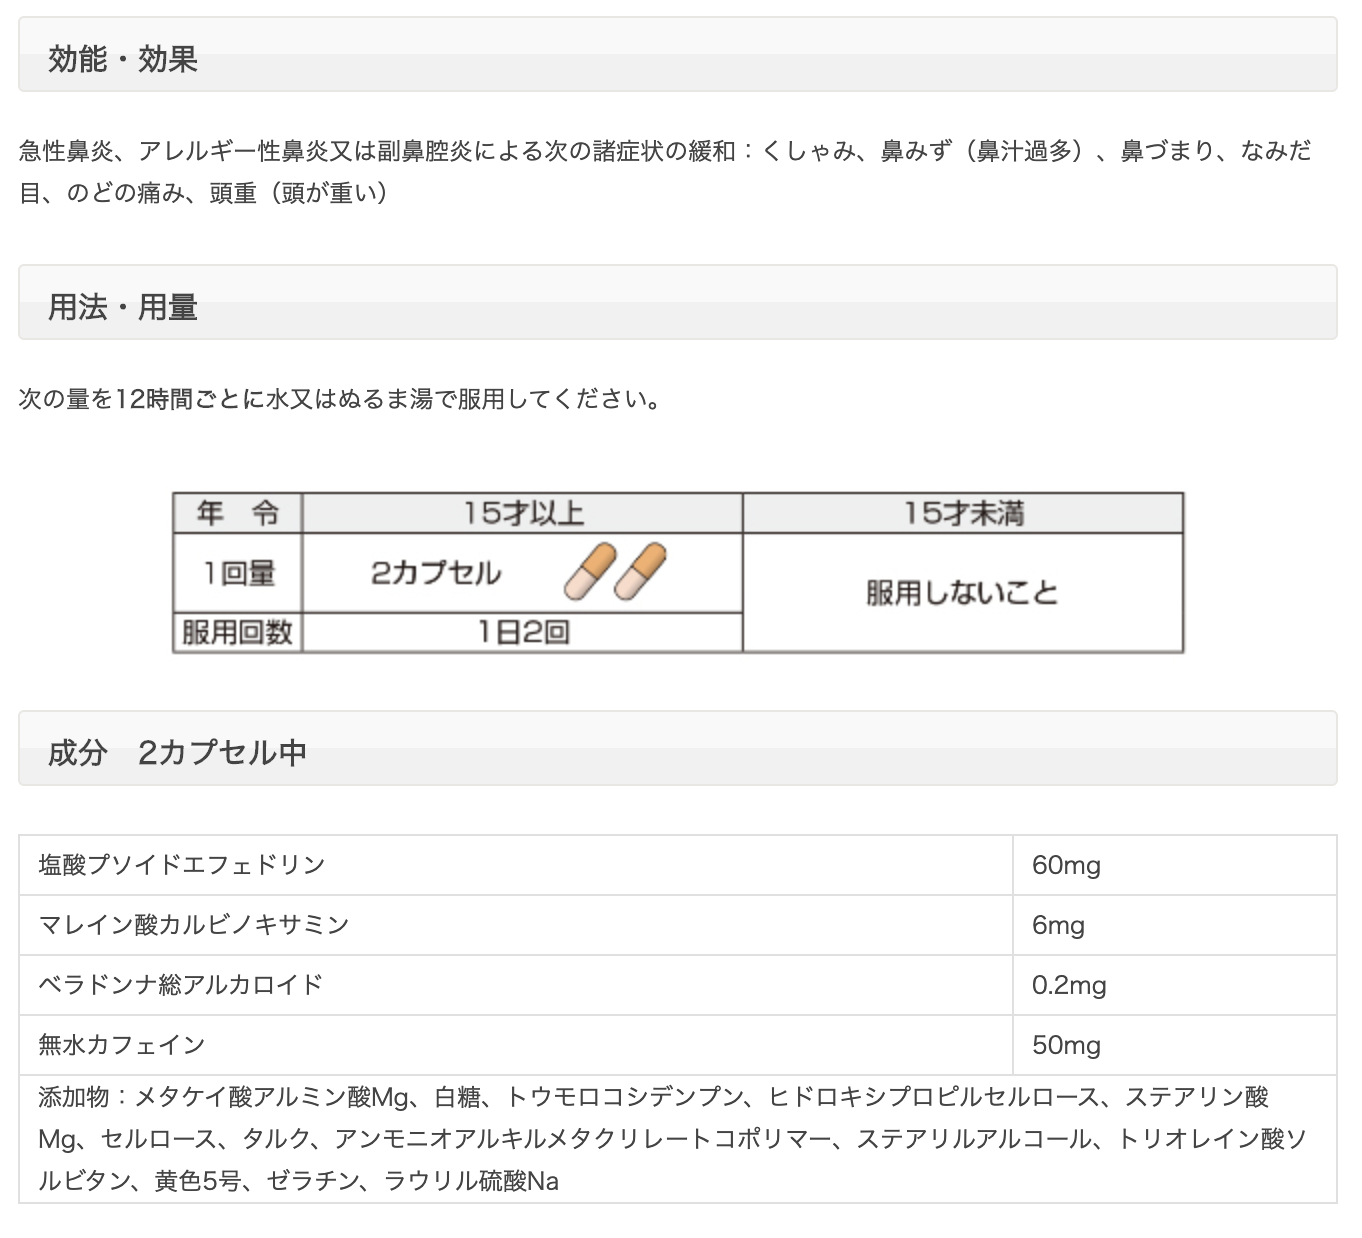 効能・効果
急性鼻炎、アレルギー性鼻炎又は副鼻腔炎による次の諸症状の緩和：くしゃみ、鼻みず（鼻汁過多）、鼻づまり、なみだ
目、のどの痛み、頭重（頭が重い）
用法・用量
次の量を12時間ごとに水又はぬるま湯で服用してください。
年　令 15才以上 15才未満
1回量 2カプセル 服用しないこと
服用回数 1日2回
成分　2カプセル中
塩酸プソイドエフェドリン 60mg
マレイン酸カルビノキサミン 6mg
ベラドンナ総アルカロイド 0.2mg
無水カフェイン 50mg
添加物：メタケイ酸アルミン酸Mg、白糖、トウモロコシデンプン、ヒドロキシプロピルセルロース、ステアリン酸
Mg、セルロース、タルク、アンモニオアルキルメタクリレートコポリマー、ステアリルアルコール、トリオレイン酸ソ
ルビタン、黄色5号、ゼラチン、ラウリル硫酸Na